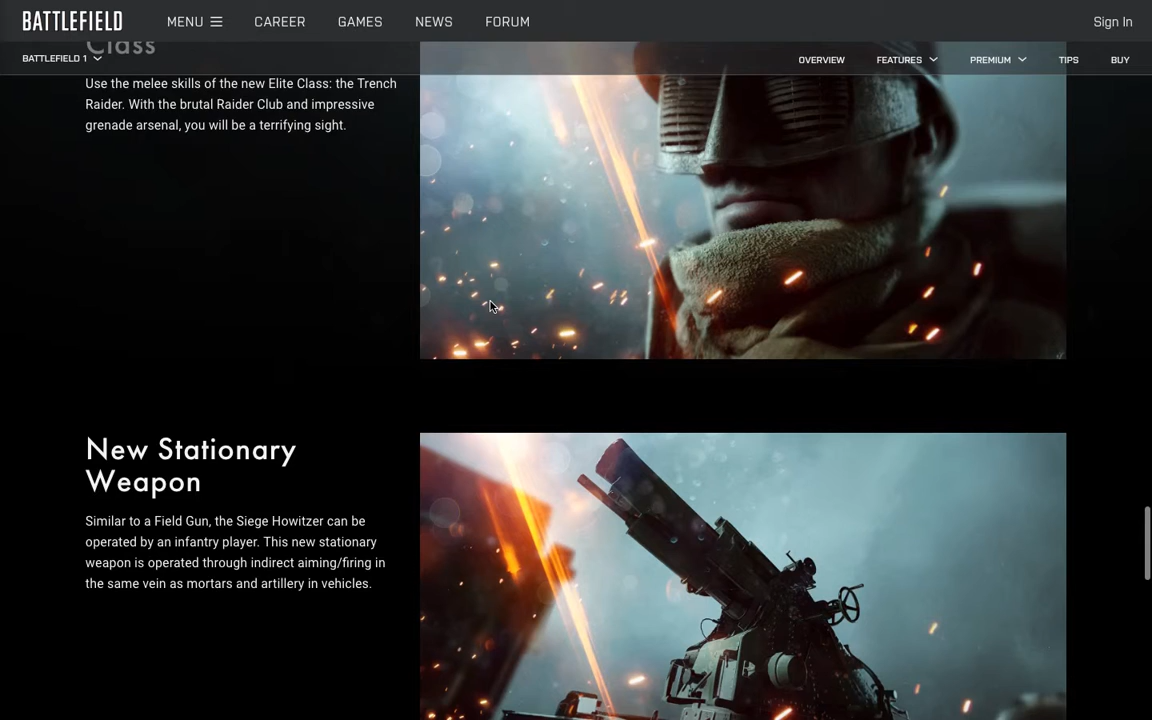 BATTLEFIELD
MENU
CAREER
GAMES
NEWS
FORUM
Sign In
BATTLEFIELD 1
OVERVIEW
FEATURES
PREMIUM
TIPS
BUY
Class
Use the melee skills of the new Elite Class: the Trench
Raider. With the brutal Raider Club and impressive
grenade arsenal, you will be a terrifying sight.
New Stationary
Weapon
Similar to a Field Gun, the Siege Howitzer can be
operated by an infantry player. This new stationary
weapon is operated through indirect aiming/firing in
the same vein as mortars and artillery in vehicles.